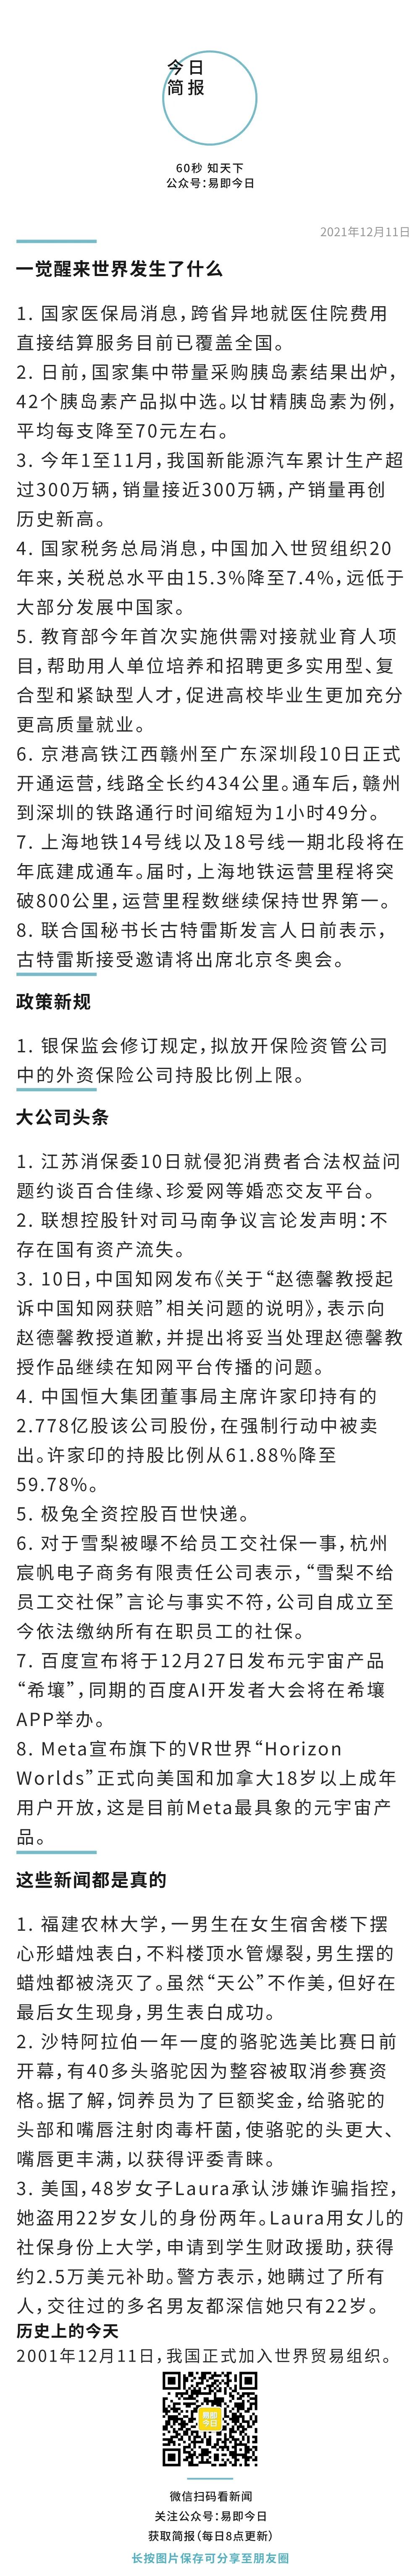 今日
简报
60秒 知天下
公众号：易即今日
2021年12月11日
一觉醒来世界发生了什么
1. 国家医保局消息，跨省异地就医住院费用
直接结算服务目前已覆盖全国。
2. 日前，国家集中带量采购胰岛素结果出炉，
42个胰岛素产品拟中选。以甘精胰岛素为例，
平均每支降至70元左右。
3. 今年1至11月，我国新能源汽车累计生产超
过300万辆，销量接近300万辆，产销量再创
历史新高。
4. 国家税务总局消息，中国加入世贸组织20
年来，关税总水平由15.3%降至7.4%，远低于
大部分发展中国家。
5. 教育部今年首次实施供需对接就业育人项
目，帮助用人单位培养和招聘更多实用型、复
合型和紧缺型人才，促进高校毕业生更加充分
更高质量就业。
6. 京港高铁江西赣州至广东深圳段10日正式
开通运营，线路全长约434公里。通车后，赣州
到深圳的铁路通行时间缩短为1小时49分。
7. 上海地铁14号线以及18号线一期北段将在
年底建成通车。届时，上海地铁运营里程将突
破800公里，运营里程数继续保持世界第一。
8. 联合国秘书长古特雷斯发言人日前表示，
古特雷斯接受邀请将出席北京冬奥会。
政策新规
1. 银保监会修订规定，拟放开保险资管公司
中的外资保险公司持股比例上限。
大公司头条
1. 江苏消保委10日就侵犯消费者合法权益问
题约谈百合佳缘、珍爱网等婚恋交友平台。
2. 联想控股针对司马南争议言论发声明：不
存在国有资产流失。
3. 10日，中国知网发布《关于“赵德馨教授起
诉中国知网获赔”相关问题的说明》，表示向
赵德馨教授道歉，并提出将妥当处理赵德馨教
授作品继续在知网平台传播的问题。
4. 中国恒大集团董事局主席许家印持有的
2.778亿股该公司股份，在强制行动中被卖
出。许家印的持股比例从61.88%降至
59.78%。
5. 极兔全资控股百世快递。
6. 对于雪梨被曝不给员工交社保一事，杭州
宸帆电子商务有限责任公司表示，“雪梨不给
员工交社保”言论与事实不符，公司自成立至
今依法缴纳所有在职员工的社保。
7. 百度宣布将于12月27日发布元宇宙产品
“希壤”，同期的百度AI开发者大会将在希壤
APP举办。
8. Meta宣布旗下的VR世界“Horizon
Worlds”正式向美国和加拿大18岁以上成年
用户开放，这是目前Meta最具象的元宇宙产
品。
这些新闻都是真的
1. 福建农林大学，一男生在女生宿舍楼下摆
心形蜡烛表白，不料楼顶水管爆裂，男生摆的
蜡烛都被浇灭了。虽然“天公”不作美，但好在
最后女生现身，男生表白成功。
2. 沙特阿拉伯一年一度的骆驼选美比赛日前
开幕，有40多头骆驼因为整容被取消参赛资
格。据了解，饲养员为了巨额奖金，给骆驼的
头部和嘴唇注射肉毒杆菌，使骆驼的头更大、
嘴唇更丰满，以获得评委青睐。
3. 美国，48岁女子Laura承认涉嫌诈骗指控，
她盗用22岁女儿的身份两年。Laura用女儿的
社保身份上大学，申请到学生财政援助，获得
约2.5万美元补助。警方表示，她瞒过了所有
人，交往过的多名男友都深信她只有22岁。
历史上的今天
2001年12月11日，我国正式加入世界贸易组织。
易即
今日
微信扫码看新闻
关注公众号：易即今日
获取简报（每日8点更新）
长按图片保存可分享至朋友圈